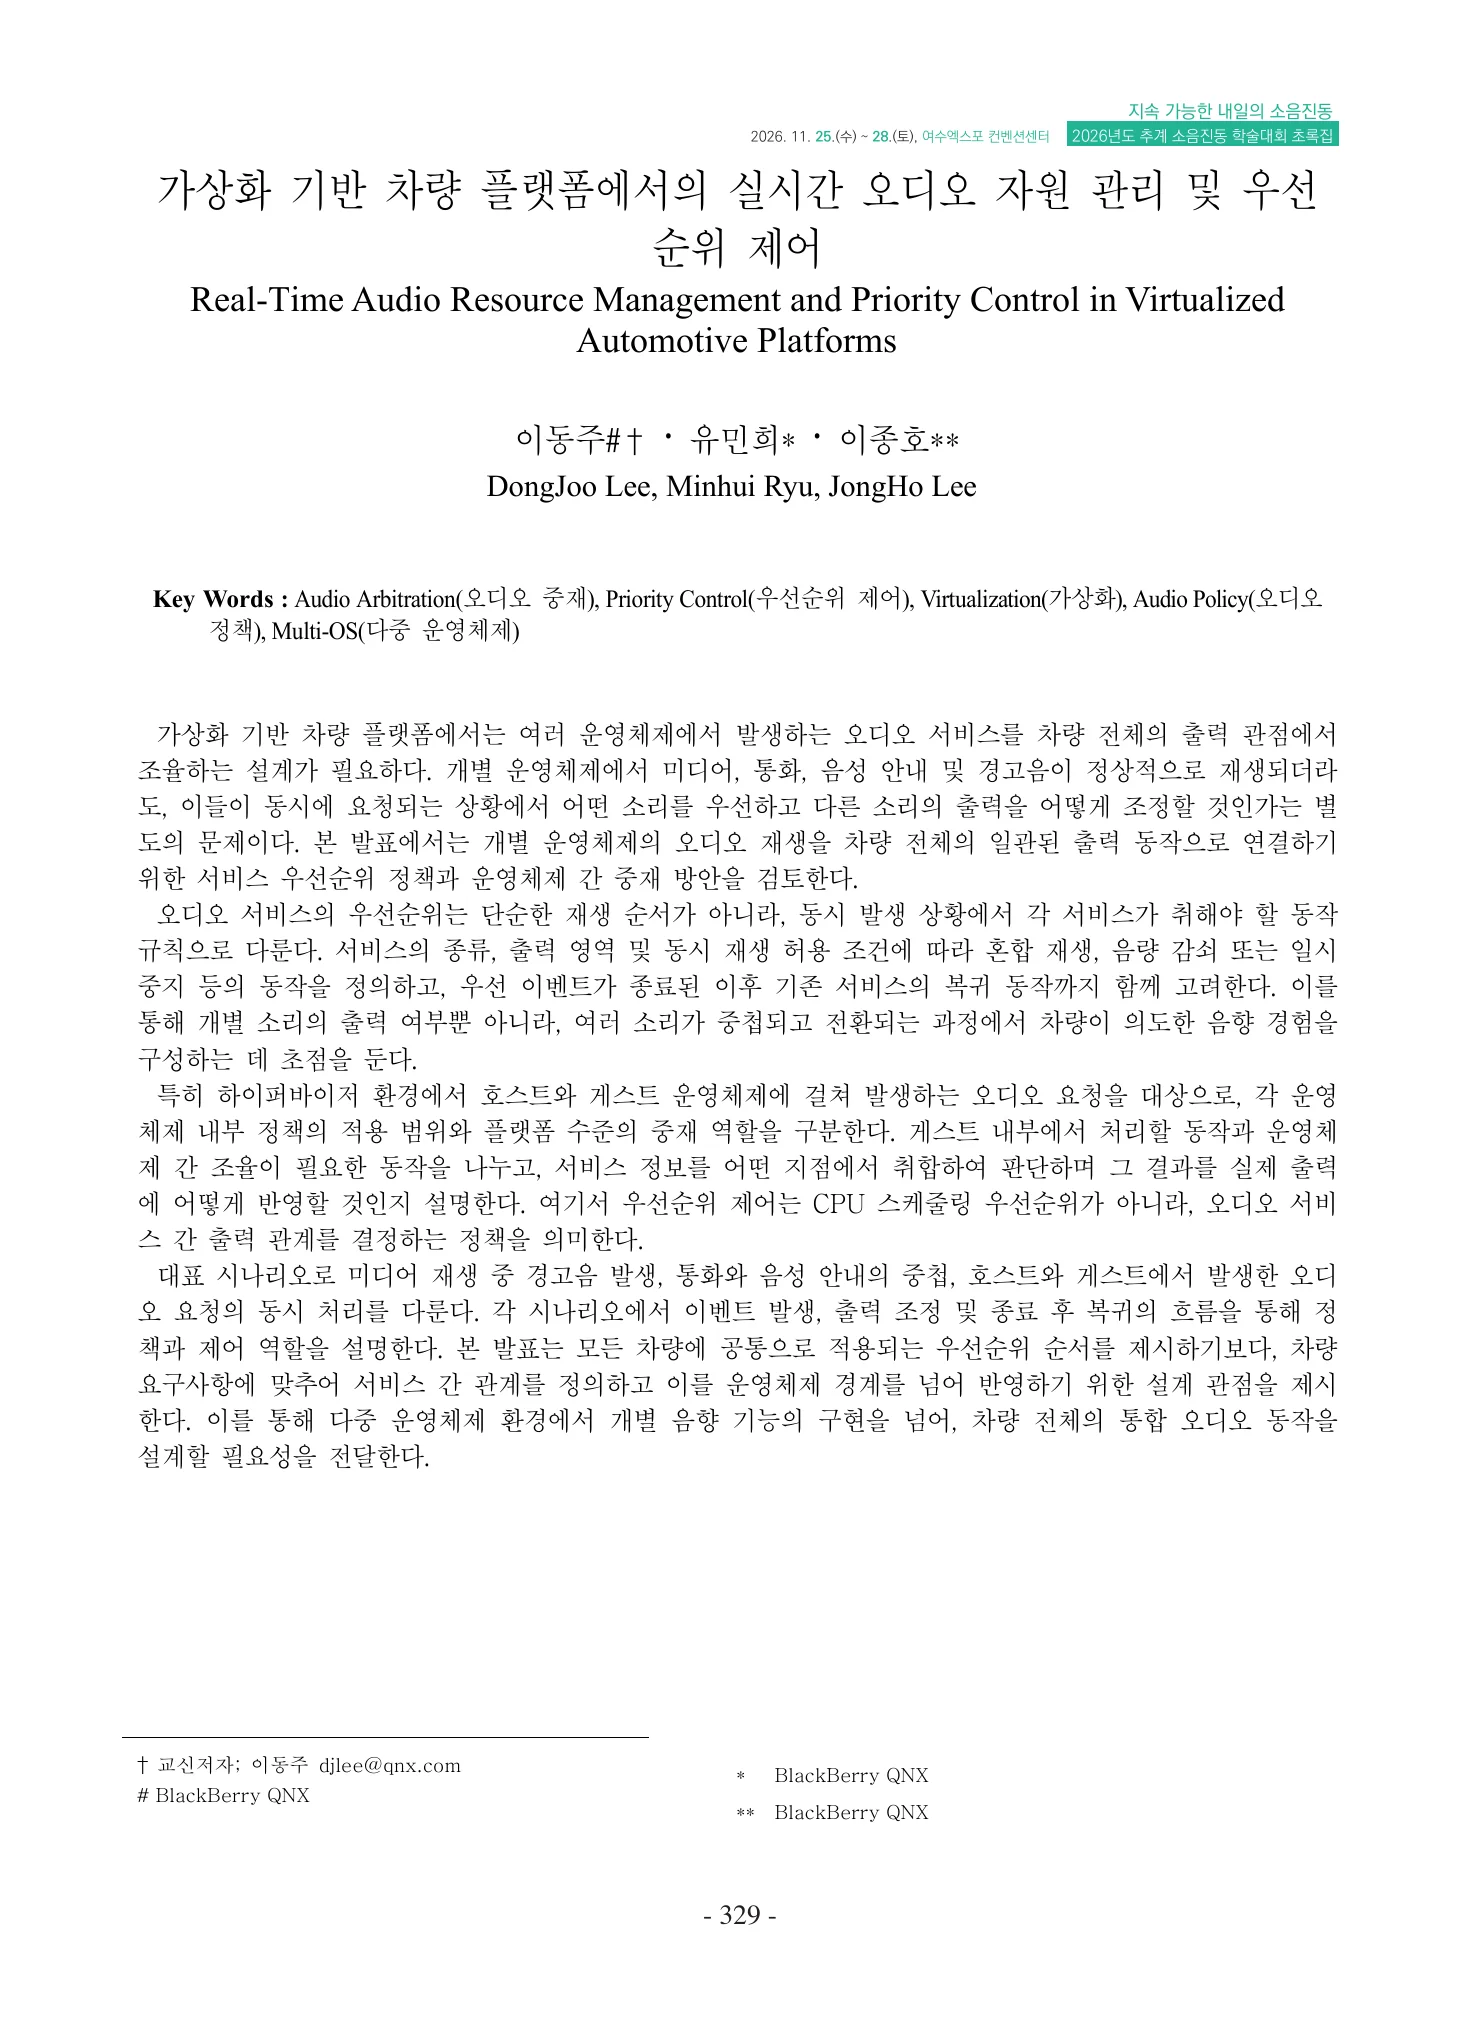 지속 가능한 내일의 소음진동
2026. 11. 25.(수) ~ 28.(토), 여수엑스포 컨벤션센터 2026년도 추계 소음진동 학술대회 초록집
가상화 기반 차량 플랫폼에서의 실시간 오디오 자원 관리 및 우선
순위 제어
Real-Time Audio Resource Management and Priority Control in Virtualized
Automotive Platforms
이동주#† · 유민희* · 이종호**
DongJoo Lee, Minhui Ryu, JongHo Lee
Key Words : Audio Arbitration(오디오 중재), Priority Control(우선순위 제어), Virtualization(가상화), Audio Policy(오디오
정책), Multi-OS(다중 운영체제)
가상화 기반 차량 플랫폼에서는 여러 운영체제에서 발생하는 오디오 서비스를 차량 전체의 출력 관점에서
조율하는 설계가 필요하다. 개별 운영체제에서 미디어, 통화, 음성 안내 및 경고음이 정상적으로 재생되더라
도, 이들이 동시에 요청되는 상황에서 어떤 소리를 우선하고 다른 소리의 출력을 어떻게 조정할 것인가는 별
도의 문제이다. 본 발표에서는 개별 운영체제의 오디오 재생을 차량 전체의 일관된 출력 동작으로 연결하기
위한 서비스 우선순위 정책과 운영체제 간 중재 방안을 검토한다.
오디오 서비스의 우선순위는 단순한 재생 순서가 아니라, 동시 발생 상황에서 각 서비스가 취해야 할 동작
규칙으로 다룬다. 서비스의 종류, 출력 영역 및 동시 재생 허용 조건에 따라 혼합 재생, 음량 감쇠 또는 일시
중지 등의 동작을 정의하고, 우선 이벤트가 종료된 이후 기존 서비스의 복귀 동작까지 함께 고려한다. 이를
통해 개별 소리의 출력 여부뿐 아니라, 여러 소리가 중첩되고 전환되는 과정에서 차량이 의도한 음향 경험을
구성하는 데 초점을 둔다.
특히 하이퍼바이저 환경에서 호스트와 게스트 운영체제에 걸쳐 발생하는 오디오 요청을 대상으로, 각 운영
체제 내부 정책의 적용 범위와 플랫폼 수준의 중재 역할을 구분한다. 게스트 내부에서 처리할 동작과 운영체
제 간 조율이 필요한 동작을 나누고, 서비스 정보를 어떤 지점에서 취합하여 판단하며 그 결과를 실제 출력
에 어떻게 반영할 것인지 설명한다. 여기서 우선순위 제어는 CPU 스케줄링 우선순위가 아니라, 오디오 서비
스 간 출력 관계를 결정하는 정책을 의미한다.
대표 시나리오로 미디어 재생 중 경고음 발생, 통화와 음성 안내의 중첩, 호스트와 게스트에서 발생한 오디
오 요청의 동시 처리를 다룬다. 각 시나리오에서 이벤트 발생, 출력 조정 및 종료 후 복귀의 흐름을 통해 정
책과 제어 역할을 설명한다. 본 발표는 모든 차량에 공통으로 적용되는 우선순위 순서를 제시하기보다, 차량
요구사항에 맞추어 서비스 간 관계를 정의하고 이를 운영체제 경계를 넘어 반영하기 위한 설계 관점을 제시
한다. 이를 통해 다중 운영체제 환경에서 개별 음향 기능의 구현을 넘어, 차량 전체의 통합 오디오 동작을
설계할 필요성을 전달한다.
† 교신저자; 이동주 djlee@qnx.com
# BlackBerry QNX
* BlackBerry QNX
** BlackBerry QNX
- 329 -